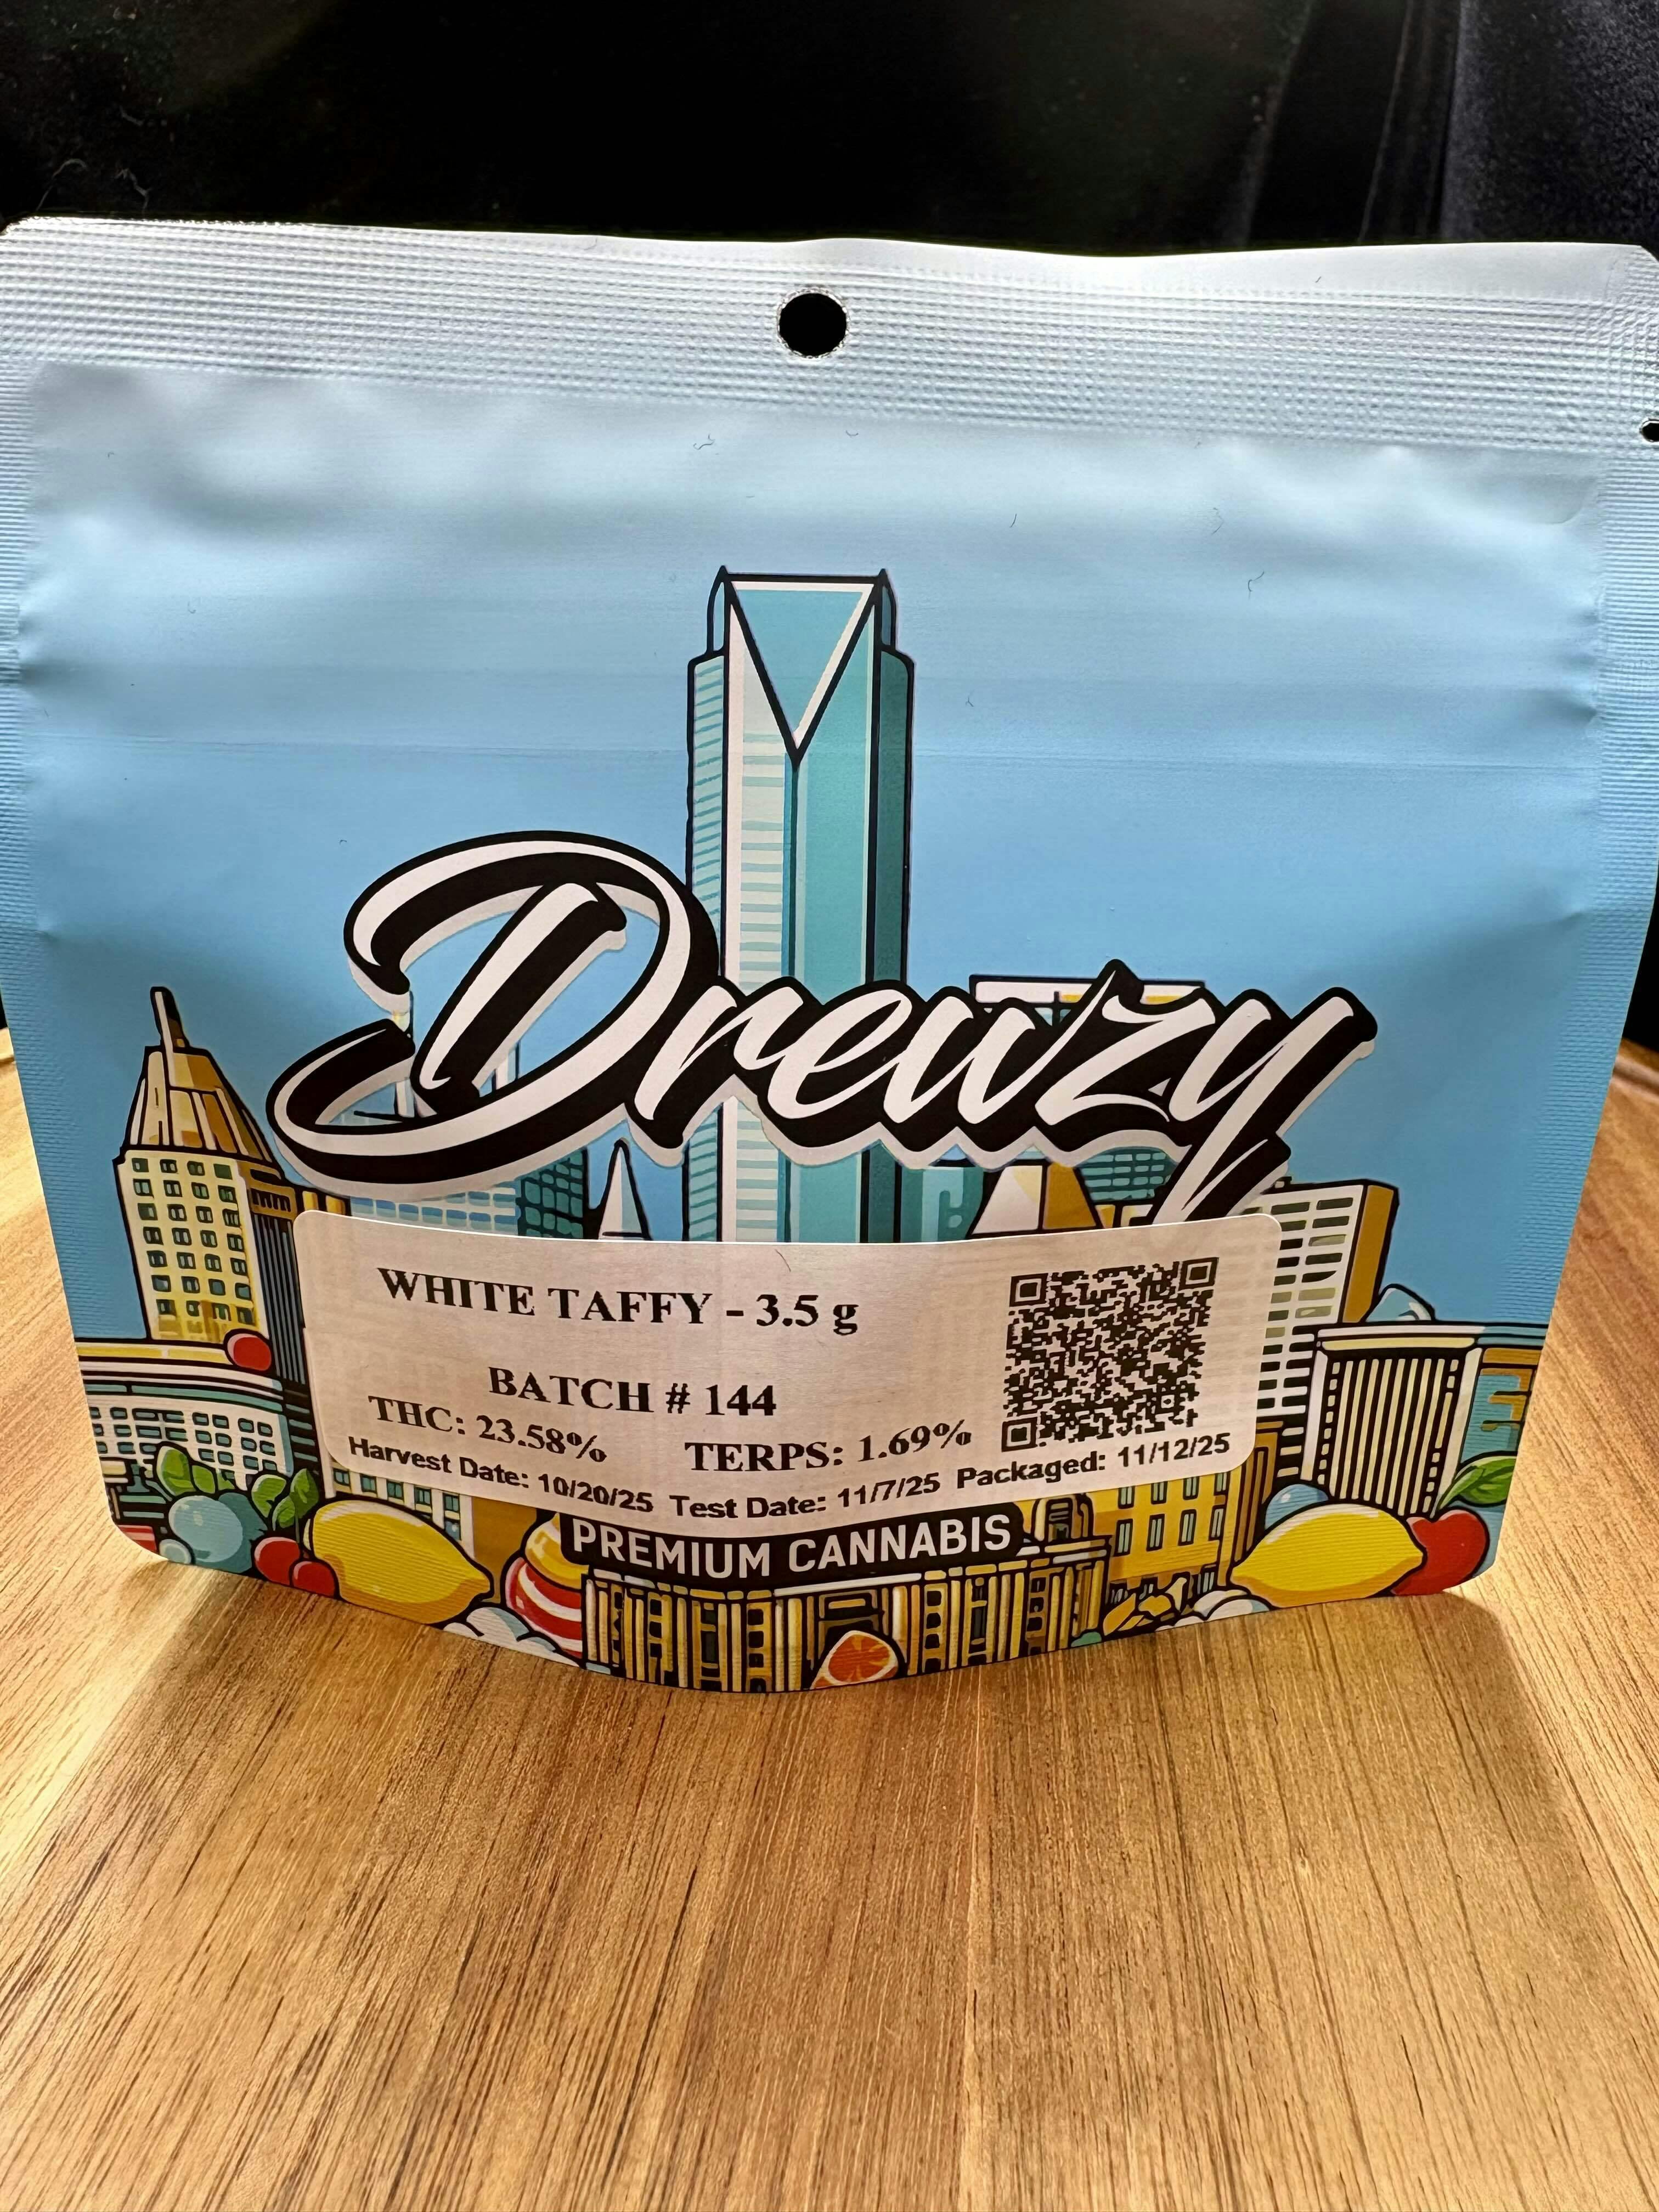 Drewzy
WHITE TAFFY - 3.5 g
BATCH # 144
THC: 23.58% TERPS: 1.69%
Harvest Date: 10/20/25 Test Date: 11/7/25 Packaged: 11/12/25
PREMIUM CANNABIS